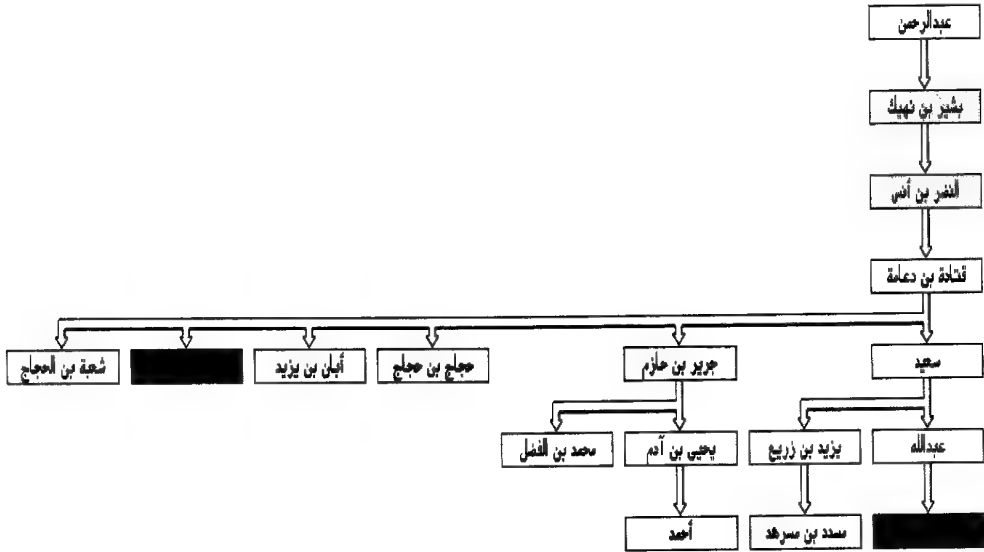 عبدالرحمن
بشير بن نهيك
النضر بن أنس
قتادة بن دعامة
سعيد
جرير بن حازم
حجاج بن حجاج
أبان بن يزيد
شعبة بن الحجاج
عبدالله
يزيد بن زريع
يحيى بن آدم
محمد بن الفضل
مسدد بن مسرهد
أحمد